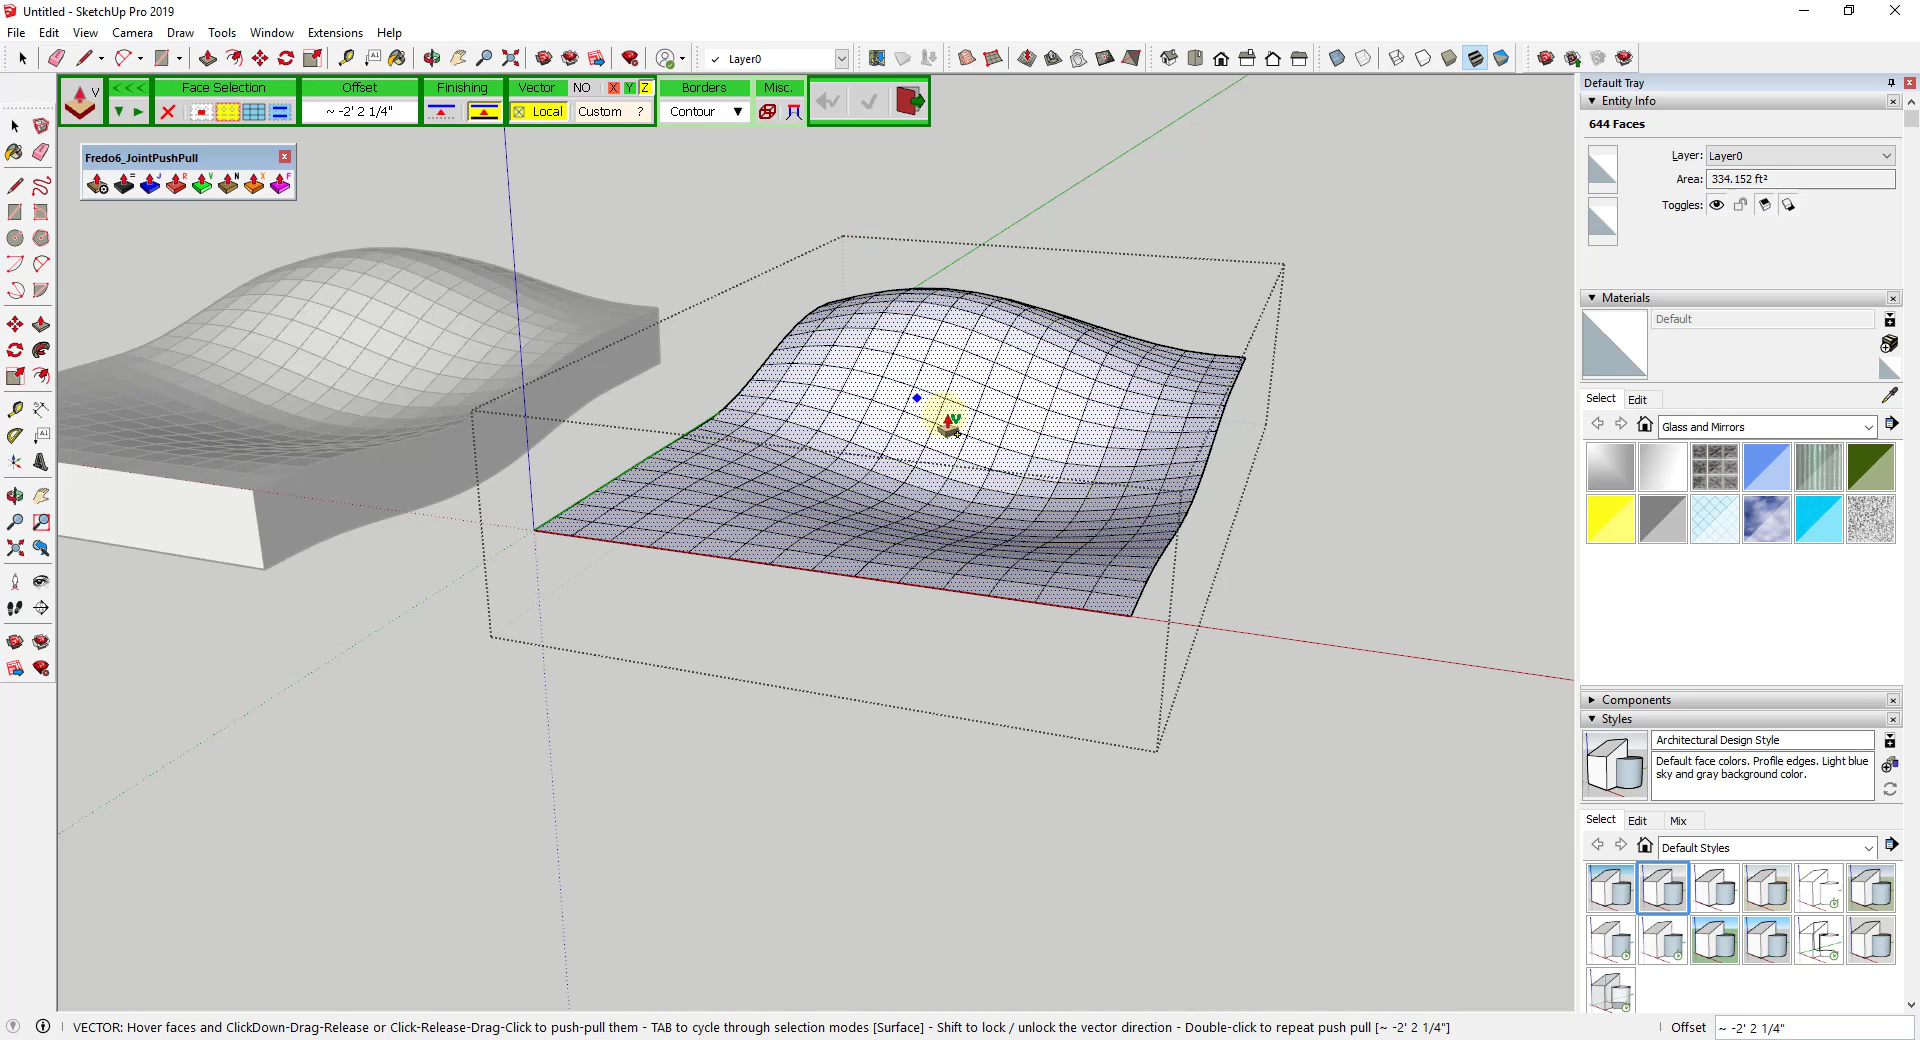 Untitled - SketchUp Pro 2019
File Edit View Camera Draw Tools Window Extensions Help
Layer0
Default Tray
V <<< Face Selection Offset Finishing Vector NO X Y Z Borders Misc.
~ -2' 2 1/4" Local Custom ? Contour
Entity Info
644 Faces
Layer: Layer0
Area: 334.152 ft²
Toggles:
Fredo6_JointPushPull
= J R V N X F
Materials
Default
Select Edit
Glass and Mirrors
Components
Styles
Architectural Design Style
Default face colors. Profile edges. Light blue
sky and gray background color.
Select Edit Mix
Default Styles
VECTOR: Hover faces and ClickDown-Drag-Release or Click-Release-Drag-Click to push-pull them - TAB to cycle through selection modes [Surface] - Shift to lock / unlock the vector direction - Double-click to repeat push pull [~ -2' 2 1/4"]
Offset ~ -2' 2 1/4"